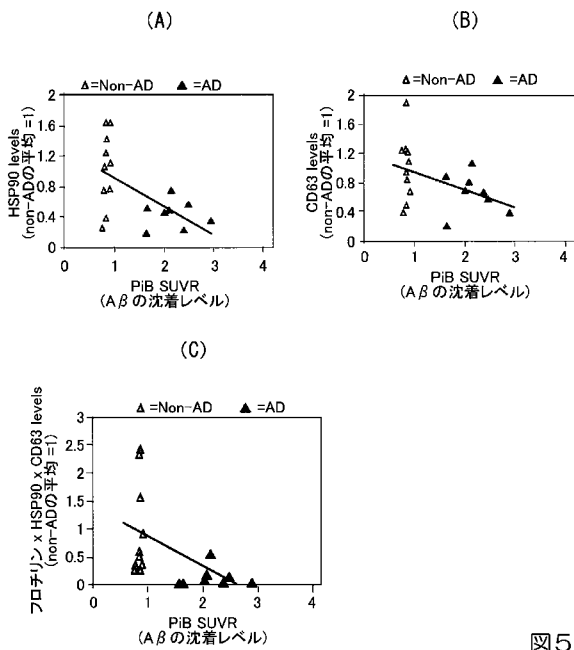 (A)
△=Non-AD ▲=AD
HSP90 levels
(non-ADの平均 =1)
2
1.6
1.2
0.8
0.4
0
0 1 2 3 4
PiB SUVR
(Aβの沈着レベル)
(B)
△=Non-AD ▲=AD
CD63 levels
(non-ADの平均 =1)
2
1.6
1.2
0.8
0.4
0
0 1 2 3 4
PiB SUVR
(Aβの沈着レベル)
(C)
△=Non-AD ▲=AD
フロチリン x HSP90 x CD63 levels
(non-ADの平均 =1)
3
2.5
2
1.5
1
0.5
0
0 1 2 3 4
PiB SUVR
(Aβの沈着レベル)
図5